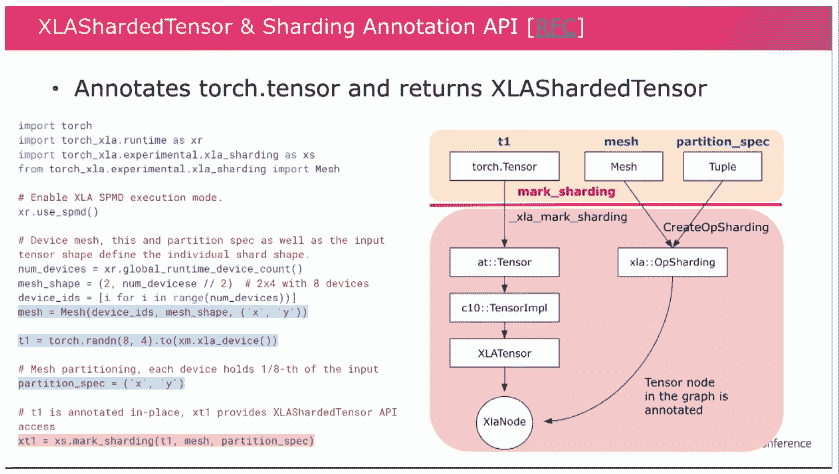 XLAShardedTensor & Sharding Annotation API [RFC]
• Annotates torch.tensor and returns XLAShardedTensor
import torch
import torch_xla.runtime as xr
import torch_xla.experimental.xla_sharding as xs
from torch_xla.experimental.xla_sharding import Mesh
# Enable XLA SPMD execution mode.
xr.use_spmd()
# Device mesh, this and partition spec as well as the input
tensor shape define the individual shard shape.
num_devices = xr.global_runtime_device_count()
mesh_shape = (2, num_devicese // 2)  # 2x4 with 8 devices
device_ids = [i for i in range(num_devices))]
mesh = Mesh(device_ids, mesh_shape, ('x', 'y'))
t1 = torch.randn(8, 4).to(xm.xla_device())
# Mesh partitioning, each device holds 1/8-th of the input
partition_spec = ('x', 'y')
# t1 is annotated in-place, xt1 provides XLAShardedTensor API
access
xt1 = xs.mark_sharding(t1, mesh, partition_spec)
t1
mesh
partition_spec
torch.Tensor
Mesh
Tuple
mark_sharding
_xla_mark_sharding
CreateOpSharding
at::Tensor
xla::OpSharding
c10::TensorImpl
XLATensor
Tensor node
in the graph is
annotated
XlaNode